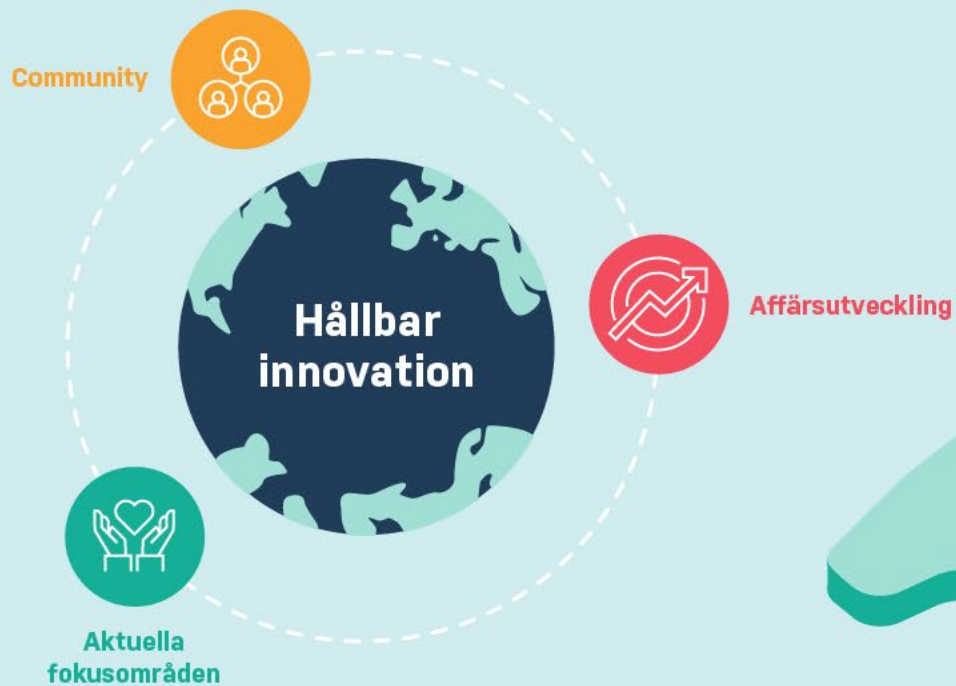 Community
Hållbar
innovation
Affärsutveckling
Aktuella
fokusområden